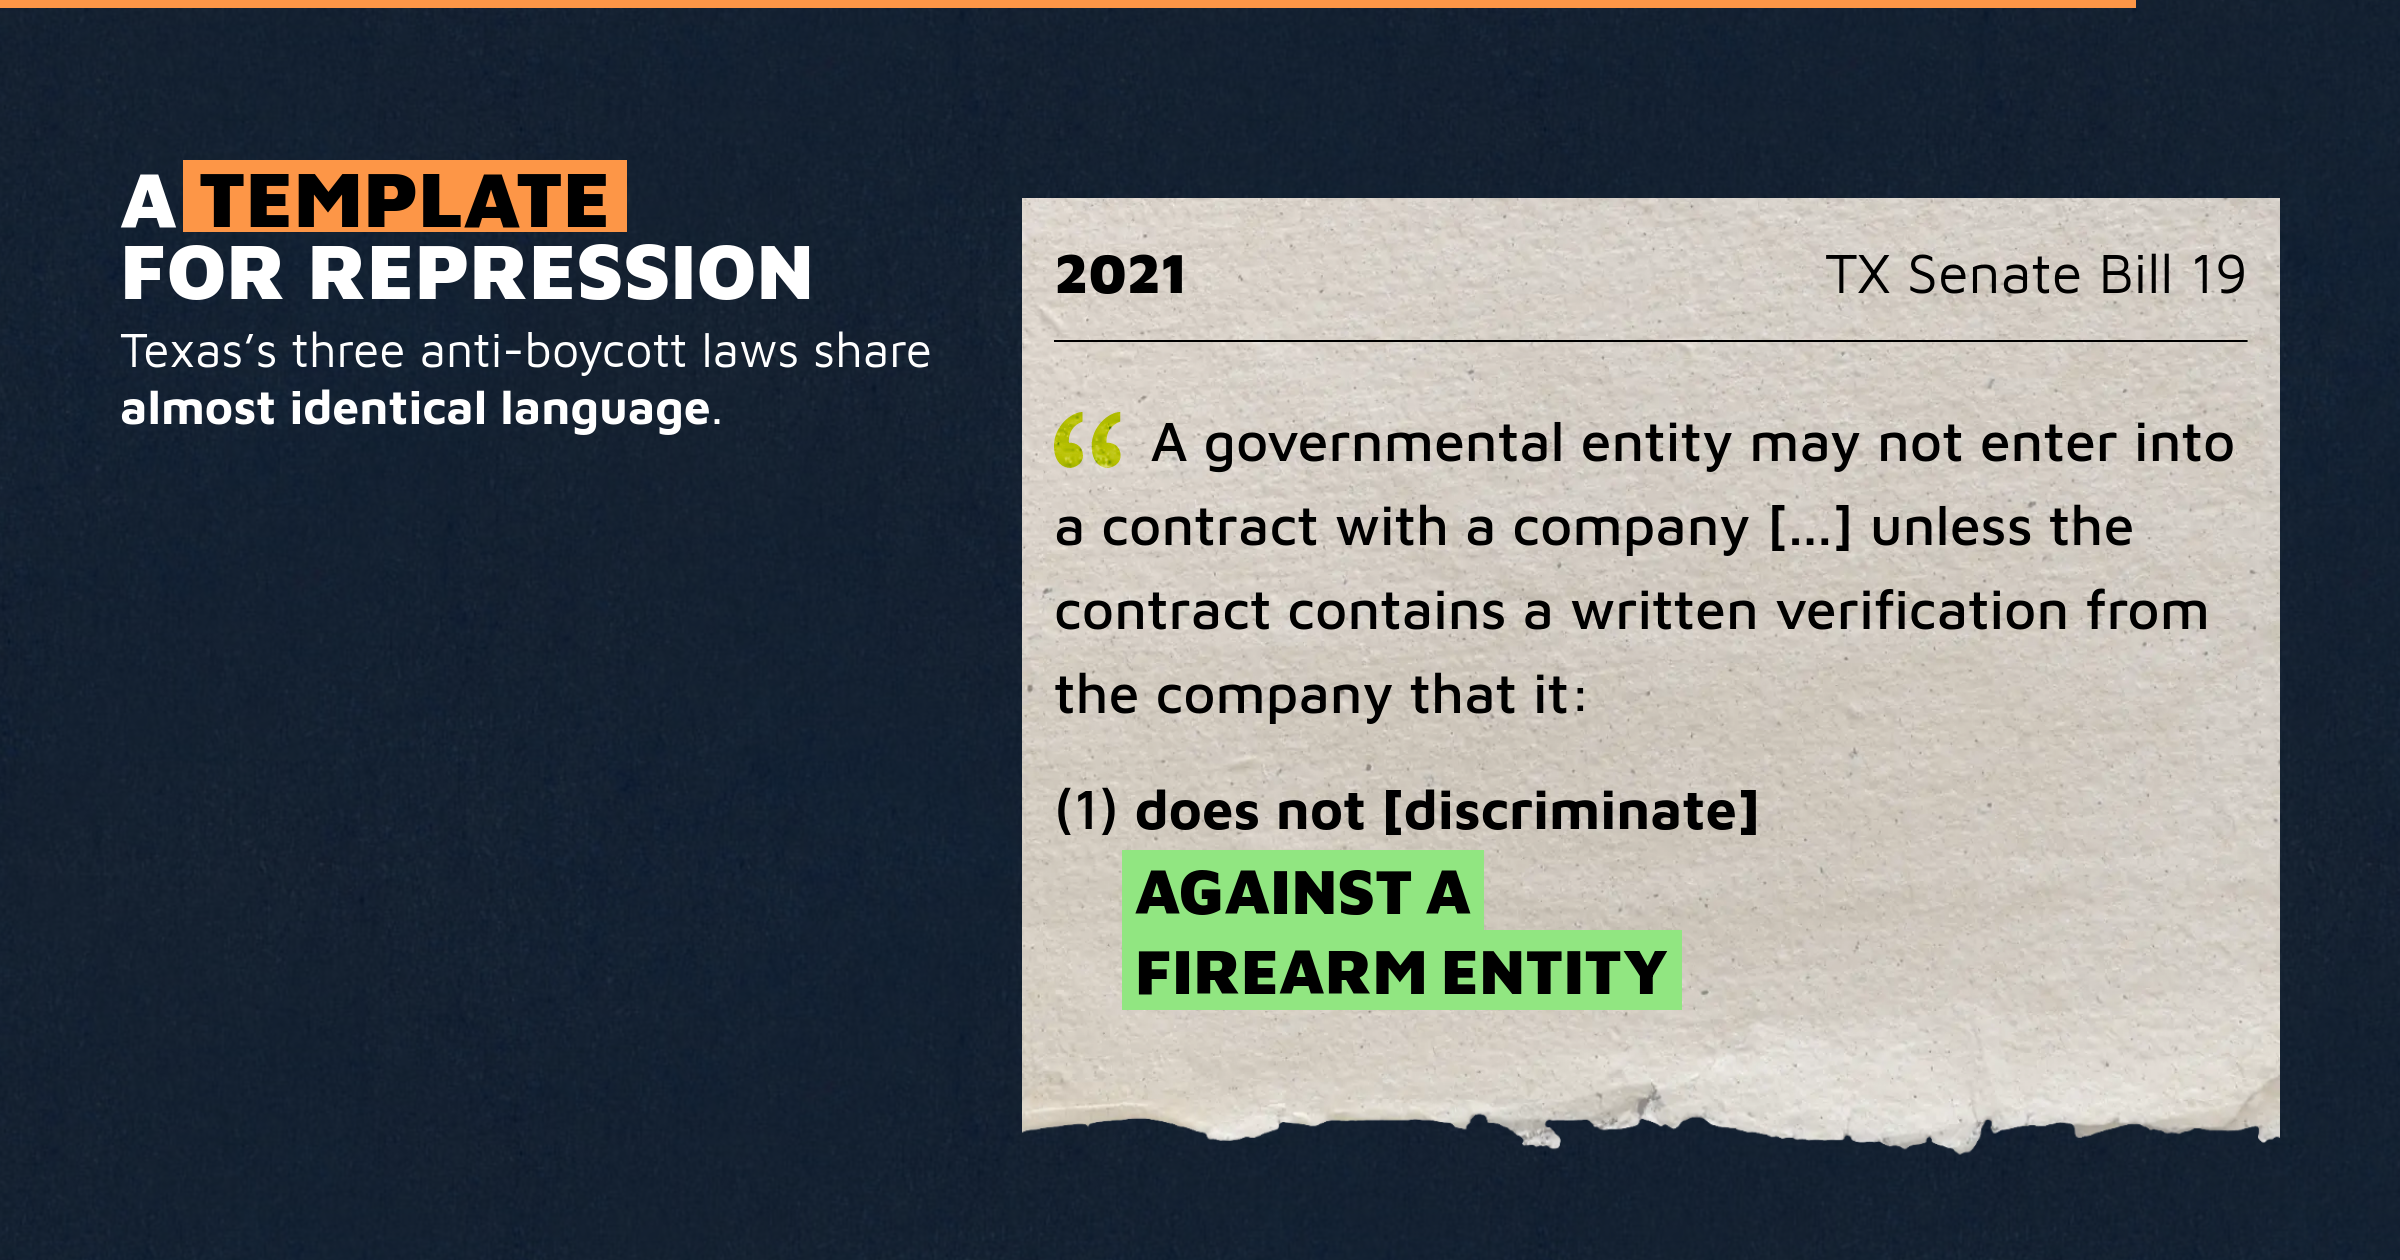 A TEMPLATE
FOR REPRESSION
Texas’s three anti-boycott laws share
almost identical language.
2021 TX Senate Bill 19
“ A governmental entity may not enter into
a contract with a company [...] unless the
contract contains a written verification from
the company that it:
(1) does not [discriminate]
AGAINST A
FIREARM ENTITY